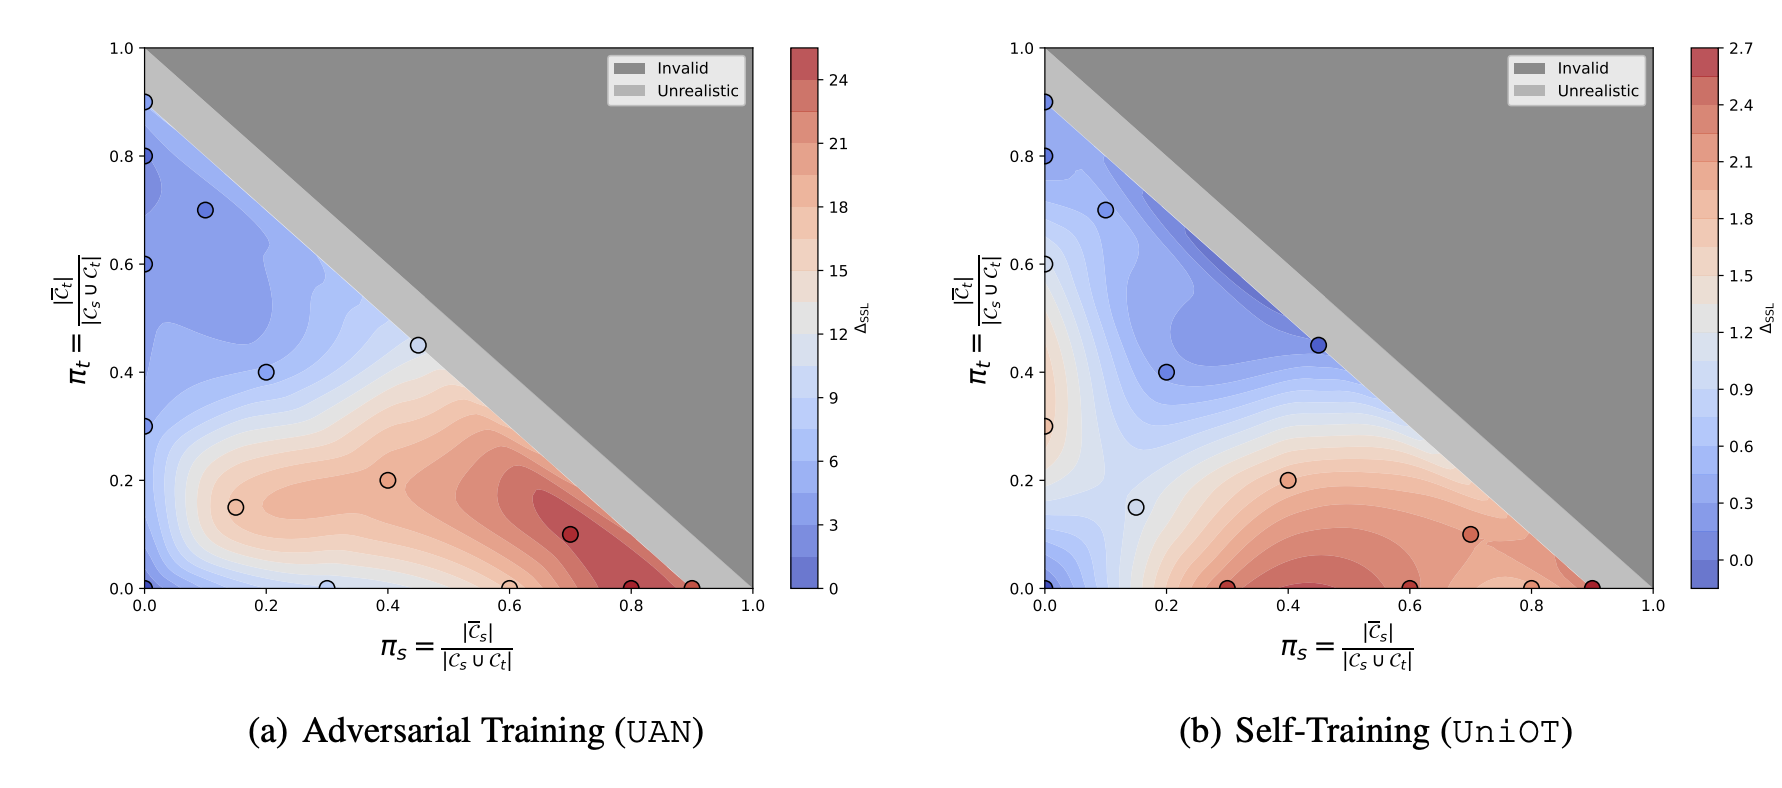 1.0
0.8
0.6
0.4
0.2
0.0
0.0 0.2 0.4 0.6 0.8 1.0
π_t = |C̅_t| / |C_s ∪ C_t|
π_s = |C̅_s| / |C_s ∪ C_t|
Invalid
Unrealistic
24
21
18
15
12
9
6
3
0
Δ_SSL
(a) Adversarial Training (UAN)
1.0
0.8
0.6
0.4
0.2
0.0
0.0 0.2 0.4 0.6 0.8 1.0
π_t = |C̅_t| / |C_s ∪ C_t|
π_s = |C̅_s| / |C_s ∪ C_t|
Invalid
Unrealistic
2.7
2.4
2.1
1.8
1.5
1.2
0.9
0.6
0.3
0.0
Δ_SSL
(b) Self-Training (UniOT)